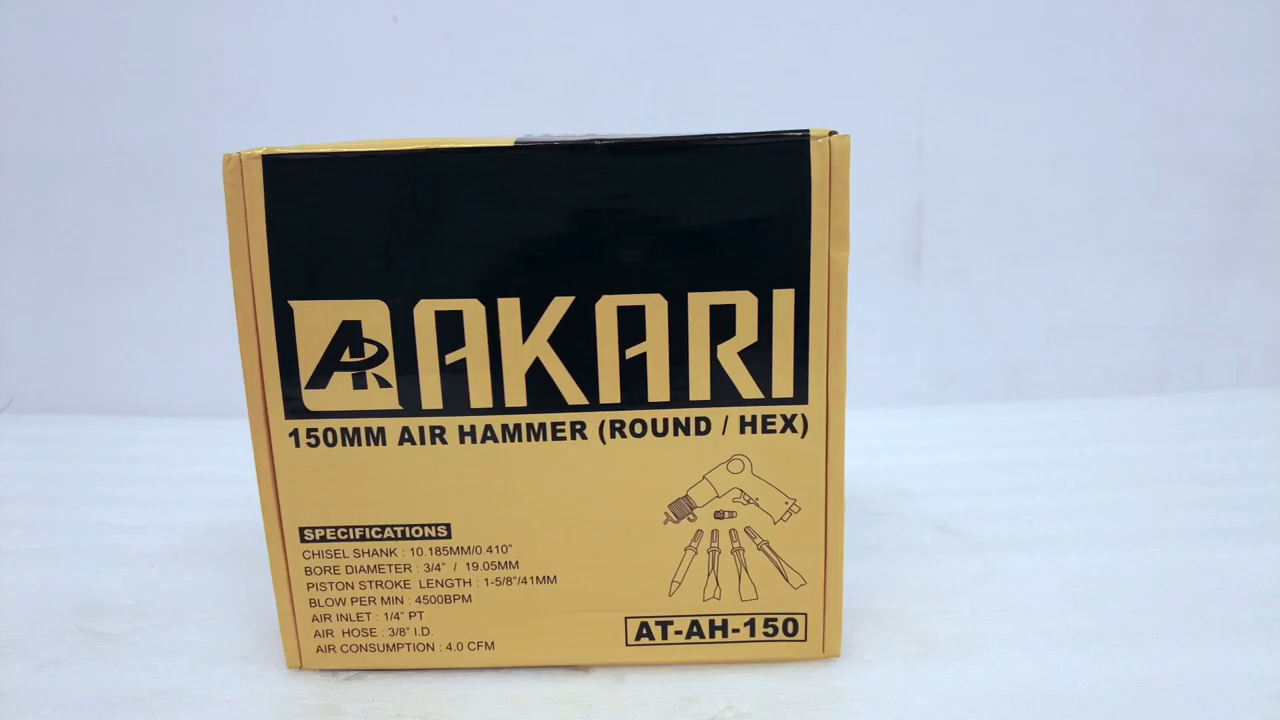 AR AKARI
150MM AIR HAMMER (ROUND / HEX)
SPECIFICATIONS
CHISEL SHANK : 10.185MM/0.410"
BORE DIAMETER : 3/4" / 19.05MM
PISTON STROKE LENGTH : 1-5/8"/41MM
BLOW PER MIN : 4500BPM
AIR INLET : 1/4" PT
AIR HOSE : 3/8" I.D.
AIR CONSUMPTION : 4.0 CFM
AT-AH-150